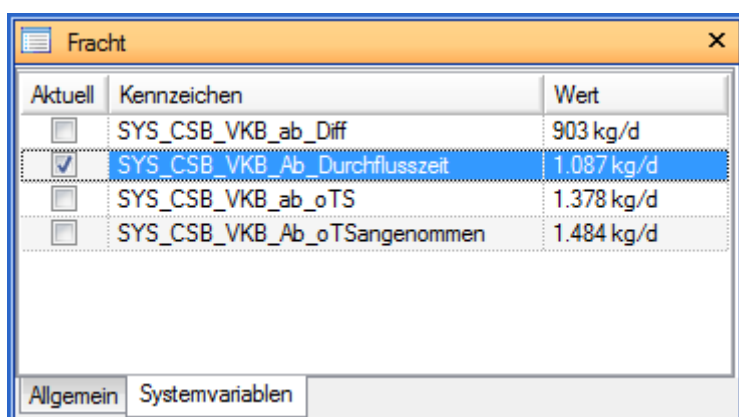 Fracht
Aktuell Kennzeichen Wert
SYS_CSB_VKB_ab_Diff 903 kg/d
SYS_CSB_VKB_Ab_Durchflusszeit 1.087 kg/d
SYS_CSB_VKB_ab_oTS 1.378 kg/d
SYS_CSB_VKB_Ab_oTSangenommen 1.484 kg/d
Allgemein Systemvariablen